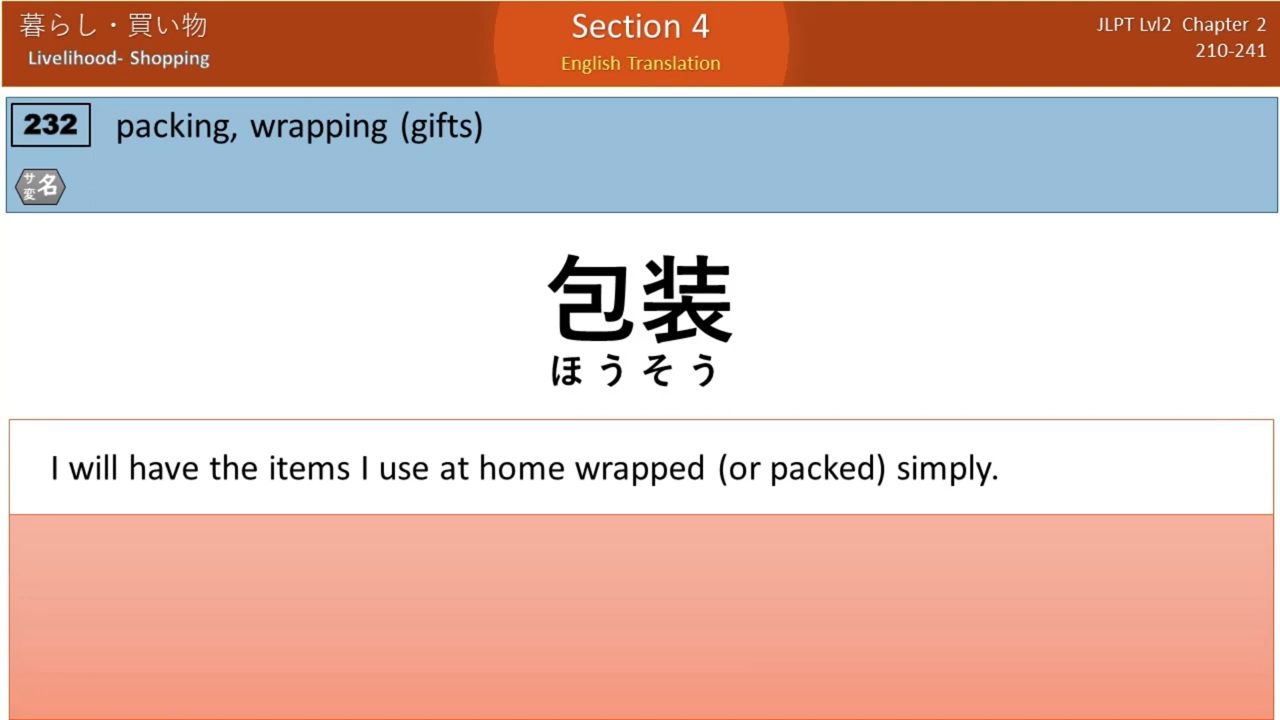 暮らし・買い物
Livelihood- Shopping
Section 4
English Translation
JLPT Lvl2 Chapter 2
210-241
232 packing, wrapping (gifts)
サ変 名
包装
ほうそう
I will have the items I use at home wrapped (or packed) simply.